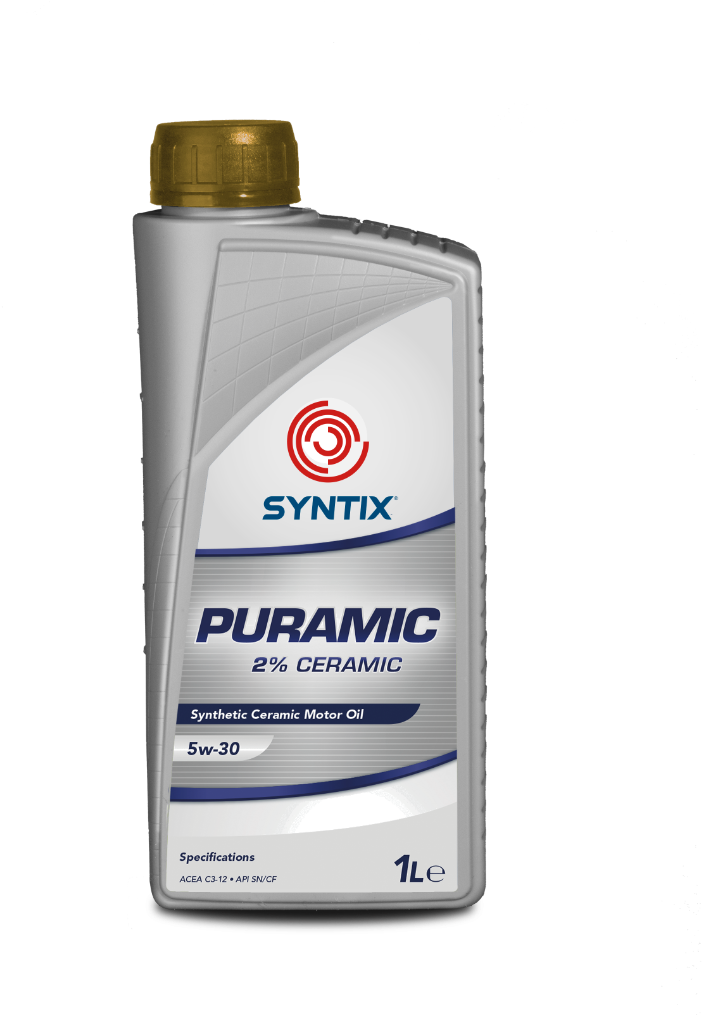 SYNTIX®
PURAMIC
2% CERAMIC
Synthetic Ceramic Motor Oil
5w-30
Specifications
ACEA C3-12 • API SN/CF
1L℮